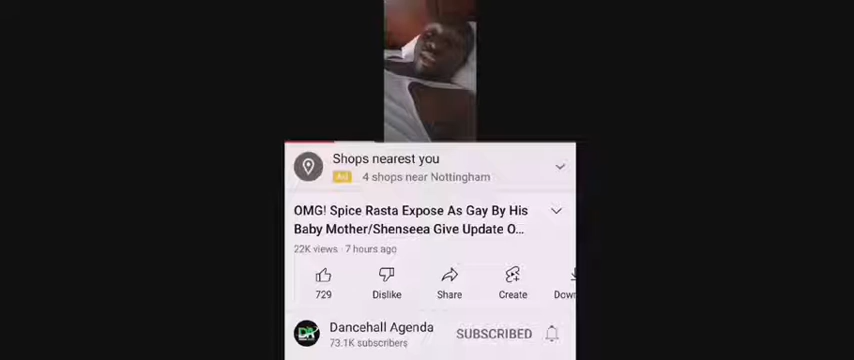 Shops nearest you
Ad 4 shops near Nottingham
OMG! Spice Rasta Expose As Gay By His
Baby Mother/Shenseea Give Update O...
22K views · 7 hours ago
729 Dislike Share Create Down
Dancehall Agenda SUBSCRIBED
73.1K subscribers